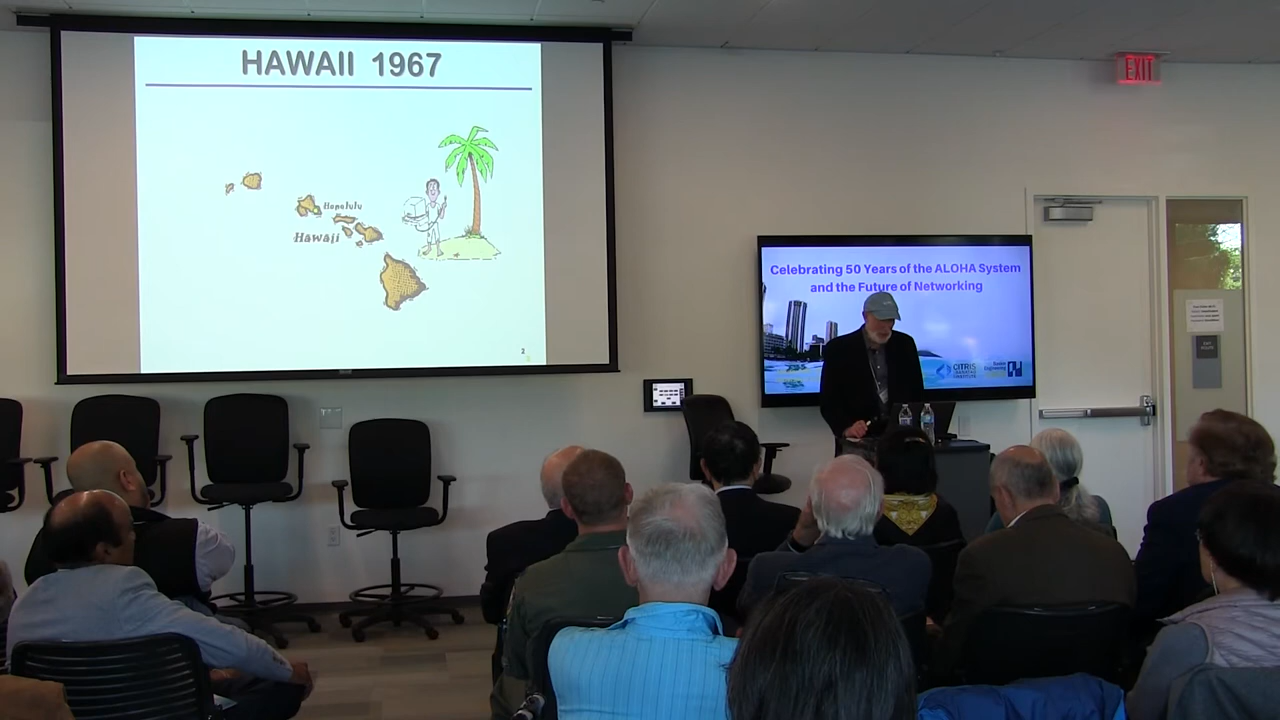 HAWAII 1967
Honolulu
Hawaii
2
EXIT
Celebrating 50 Years of the ALOHA System
and the Future of Networking
CITRIS